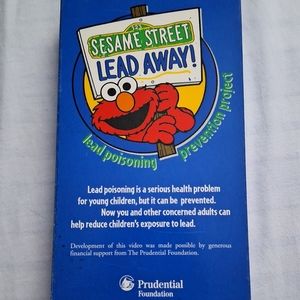 123
SESAME STREET
LEAD AWAY!
lead poisoning prevention project
Lead poisoning is a serious health problem
for young children, but it can be prevented.
Now you and other concerned adults can
help reduce children's exposure to lead.
Development of this video was made possible by generous
financial support from The Prudential Foundation.
Prudential
Foundation